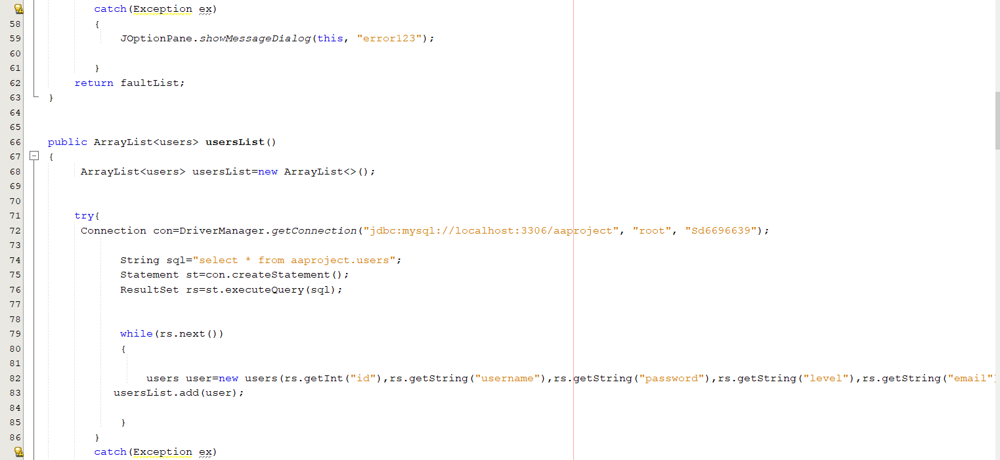 catch(Exception ex)
58 {
59 JOptionPane.showMessageDialog(this, "error123");
60
61 }
62 return faultList;
63 }
64
65
66 public ArrayList<users> usersList()
67 {
68 ArrayList<users> usersList=new ArrayList<>();
69
70
71 try{
72 Connection con=DriverManager.getConnection("jdbc:mysql://localhost:3306/aaproject", "root", "Sd6696639");
73
74 String sql="select * from aaproject.users";
75 Statement st=con.createStatement();
76 ResultSet rs=st.executeQuery(sql);
77
78
79 while(rs.next())
80 {
81
82 users user=new users(rs.getInt("id"),rs.getString("username"),rs.getString("password"),rs.getString("level"),rs.getString("email")
83 usersList.add(user);
84
85 }
86 }
catch(Exception ex)